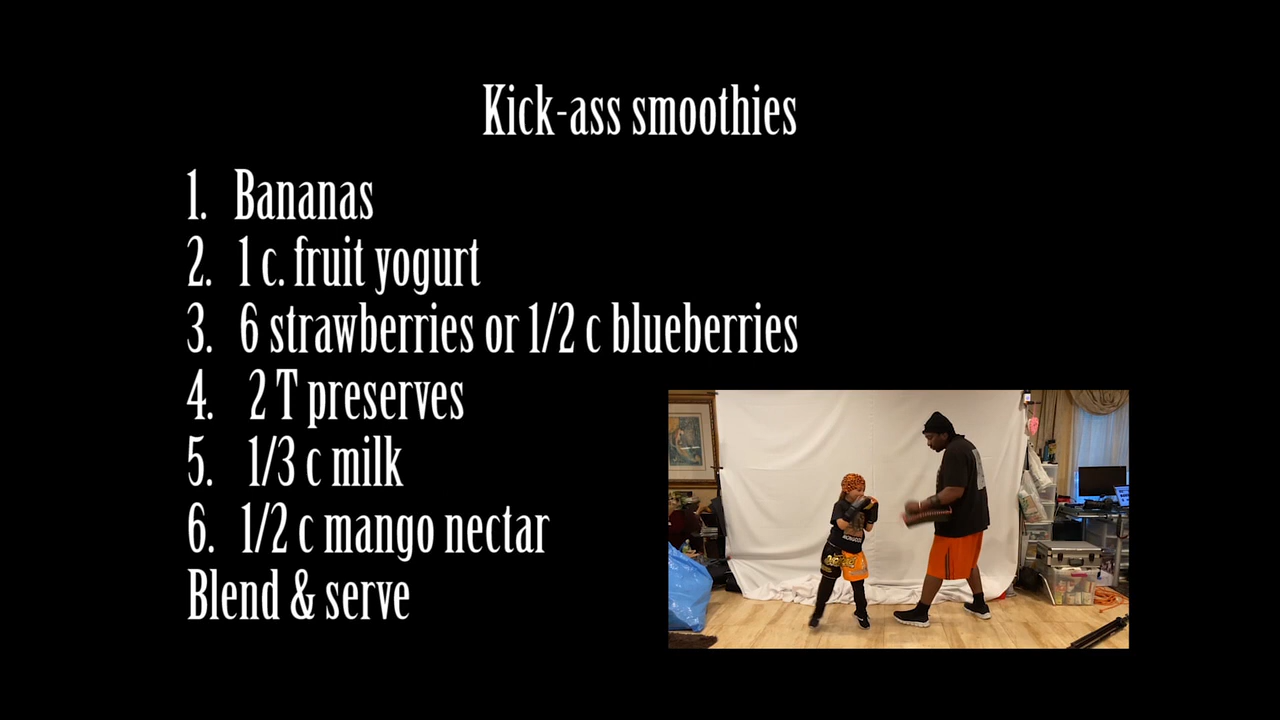 Kick-ass smoothies
1. Bananas
2. 1 c. fruit yogurt
3. 6 strawberries or 1/2 c blueberries
4. 2 T preserves
5. 1/3 c milk
6. 1/2 c mango nectar
Blend & serve